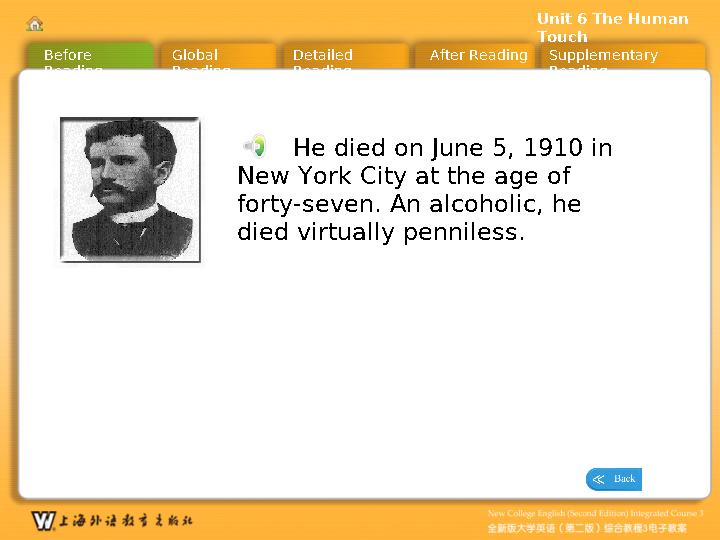 Unit 6 The Human
Touch
Before
Reading
Global
Reading
Detailed
Reading
After Reading
Supplementary
Reading
He died on June 5, 1910 in
New York City at the age of
forty-seven. An alcoholic, he
died virtually penniless.
Back
W 上海外语教育出版社
New College English (Second Edition) Integrated Course 3
全新版大学英语（第二版）综合教程3电子教案